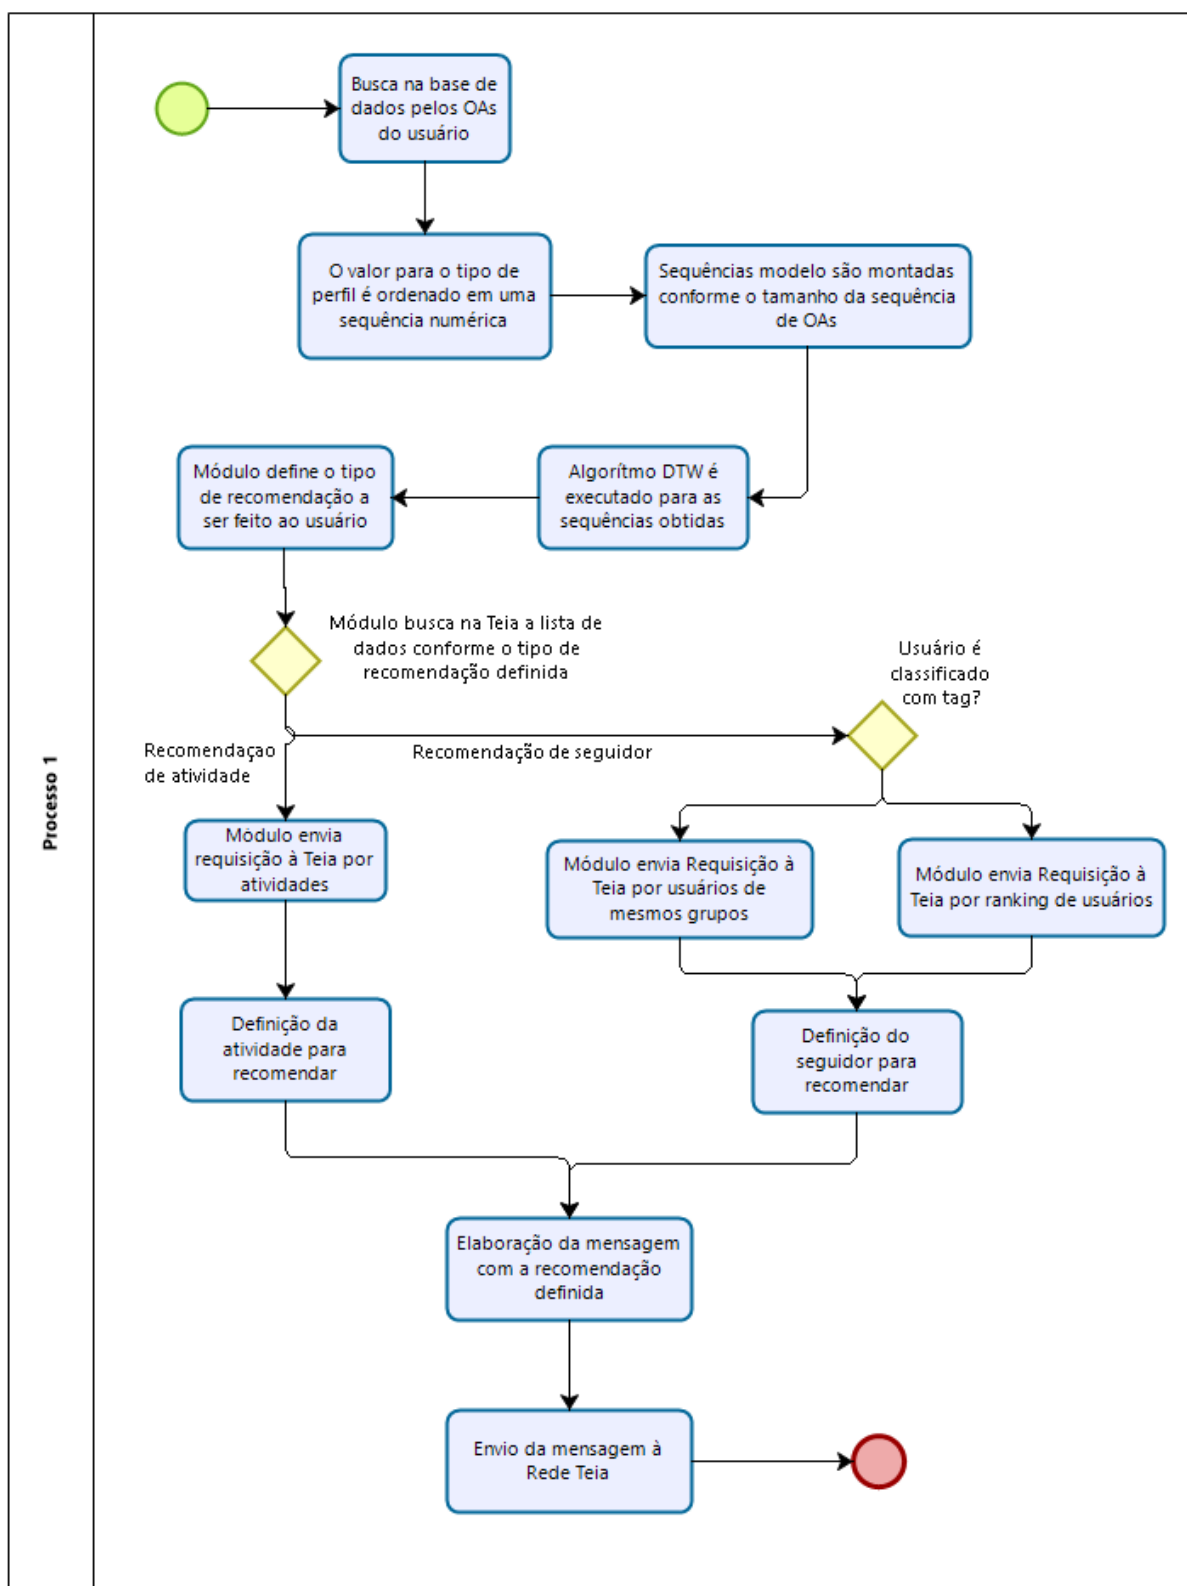 Processo 1
Busca na base de
dados pelos OAs
do usuário
O valor para o tipo de
perfil é ordenado em uma
sequência numérica
Sequências modelo são montadas
conforme o tamanho da sequência
de OAs
Módulo define o tipo
de recomendação a
ser feito ao usuário
Algorítmo DTW é
executado para as
sequências obtidas
Módulo busca na Teia a lista de
dados conforme o tipo de
recomendação definida
Usuário é
classificado
com tag?
Recomendaçao
de atividade
Recomendação de seguidor
Módulo envia
requisição à Teia por
atividades
Módulo envia Requisição à
Teia por usuários de
mesmos grupos
Módulo envia Requisição à
Teia por ranking de usuários
Definição da
atividade para
recomendar
Definição do
seguidor para
recomendar
Elaboração da mensagem
com a recomendação
definida
Envio da mensagem à
Rede Teia